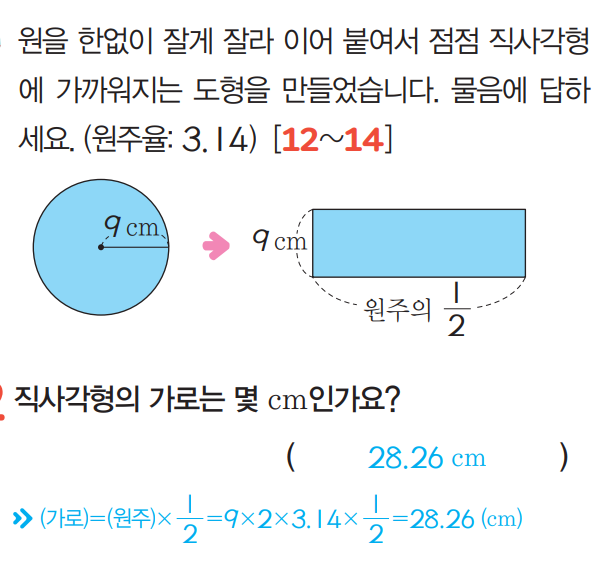 원을 한없이 잘게 잘라 이어 붙여서 점점 직사각형
에 가까워지는 도형을 만들었습니다. 물음에 답하
세요. (원주율: 3.14) [12~14]
9 cm
9 cm
원주의 1/2
직사각형의 가로는 몇 cm인가요?
( 28.26 cm )
(가로)=(원주)×1/2=9×2×3.14×1/2=28.26 (cm)